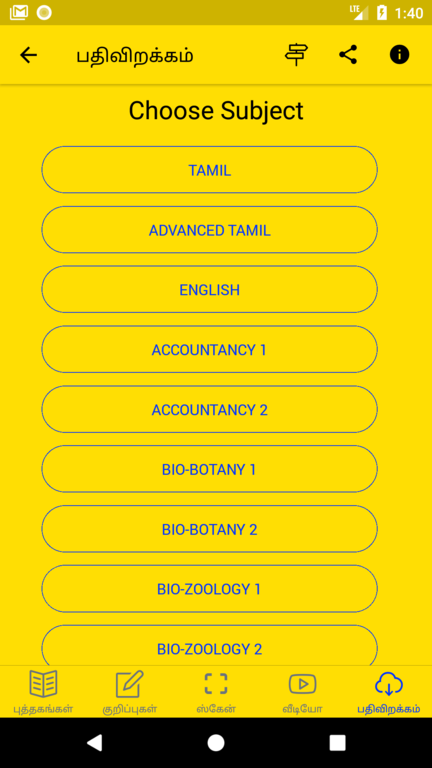 LTE 1:40
பதிவிறக்கம்
Choose Subject
TAMIL
ADVANCED TAMIL
ENGLISH
ACCOUNTANCY 1
ACCOUNTANCY 2
BIO-BOTANY 1
BIO-BOTANY 2
BIO-ZOOLOGY 1
BIO-ZOOLOGY 2
புத்தகங்கள் குறிப்புகள் ஸ்கேன் வீடியோ பதிவிறக்கம்